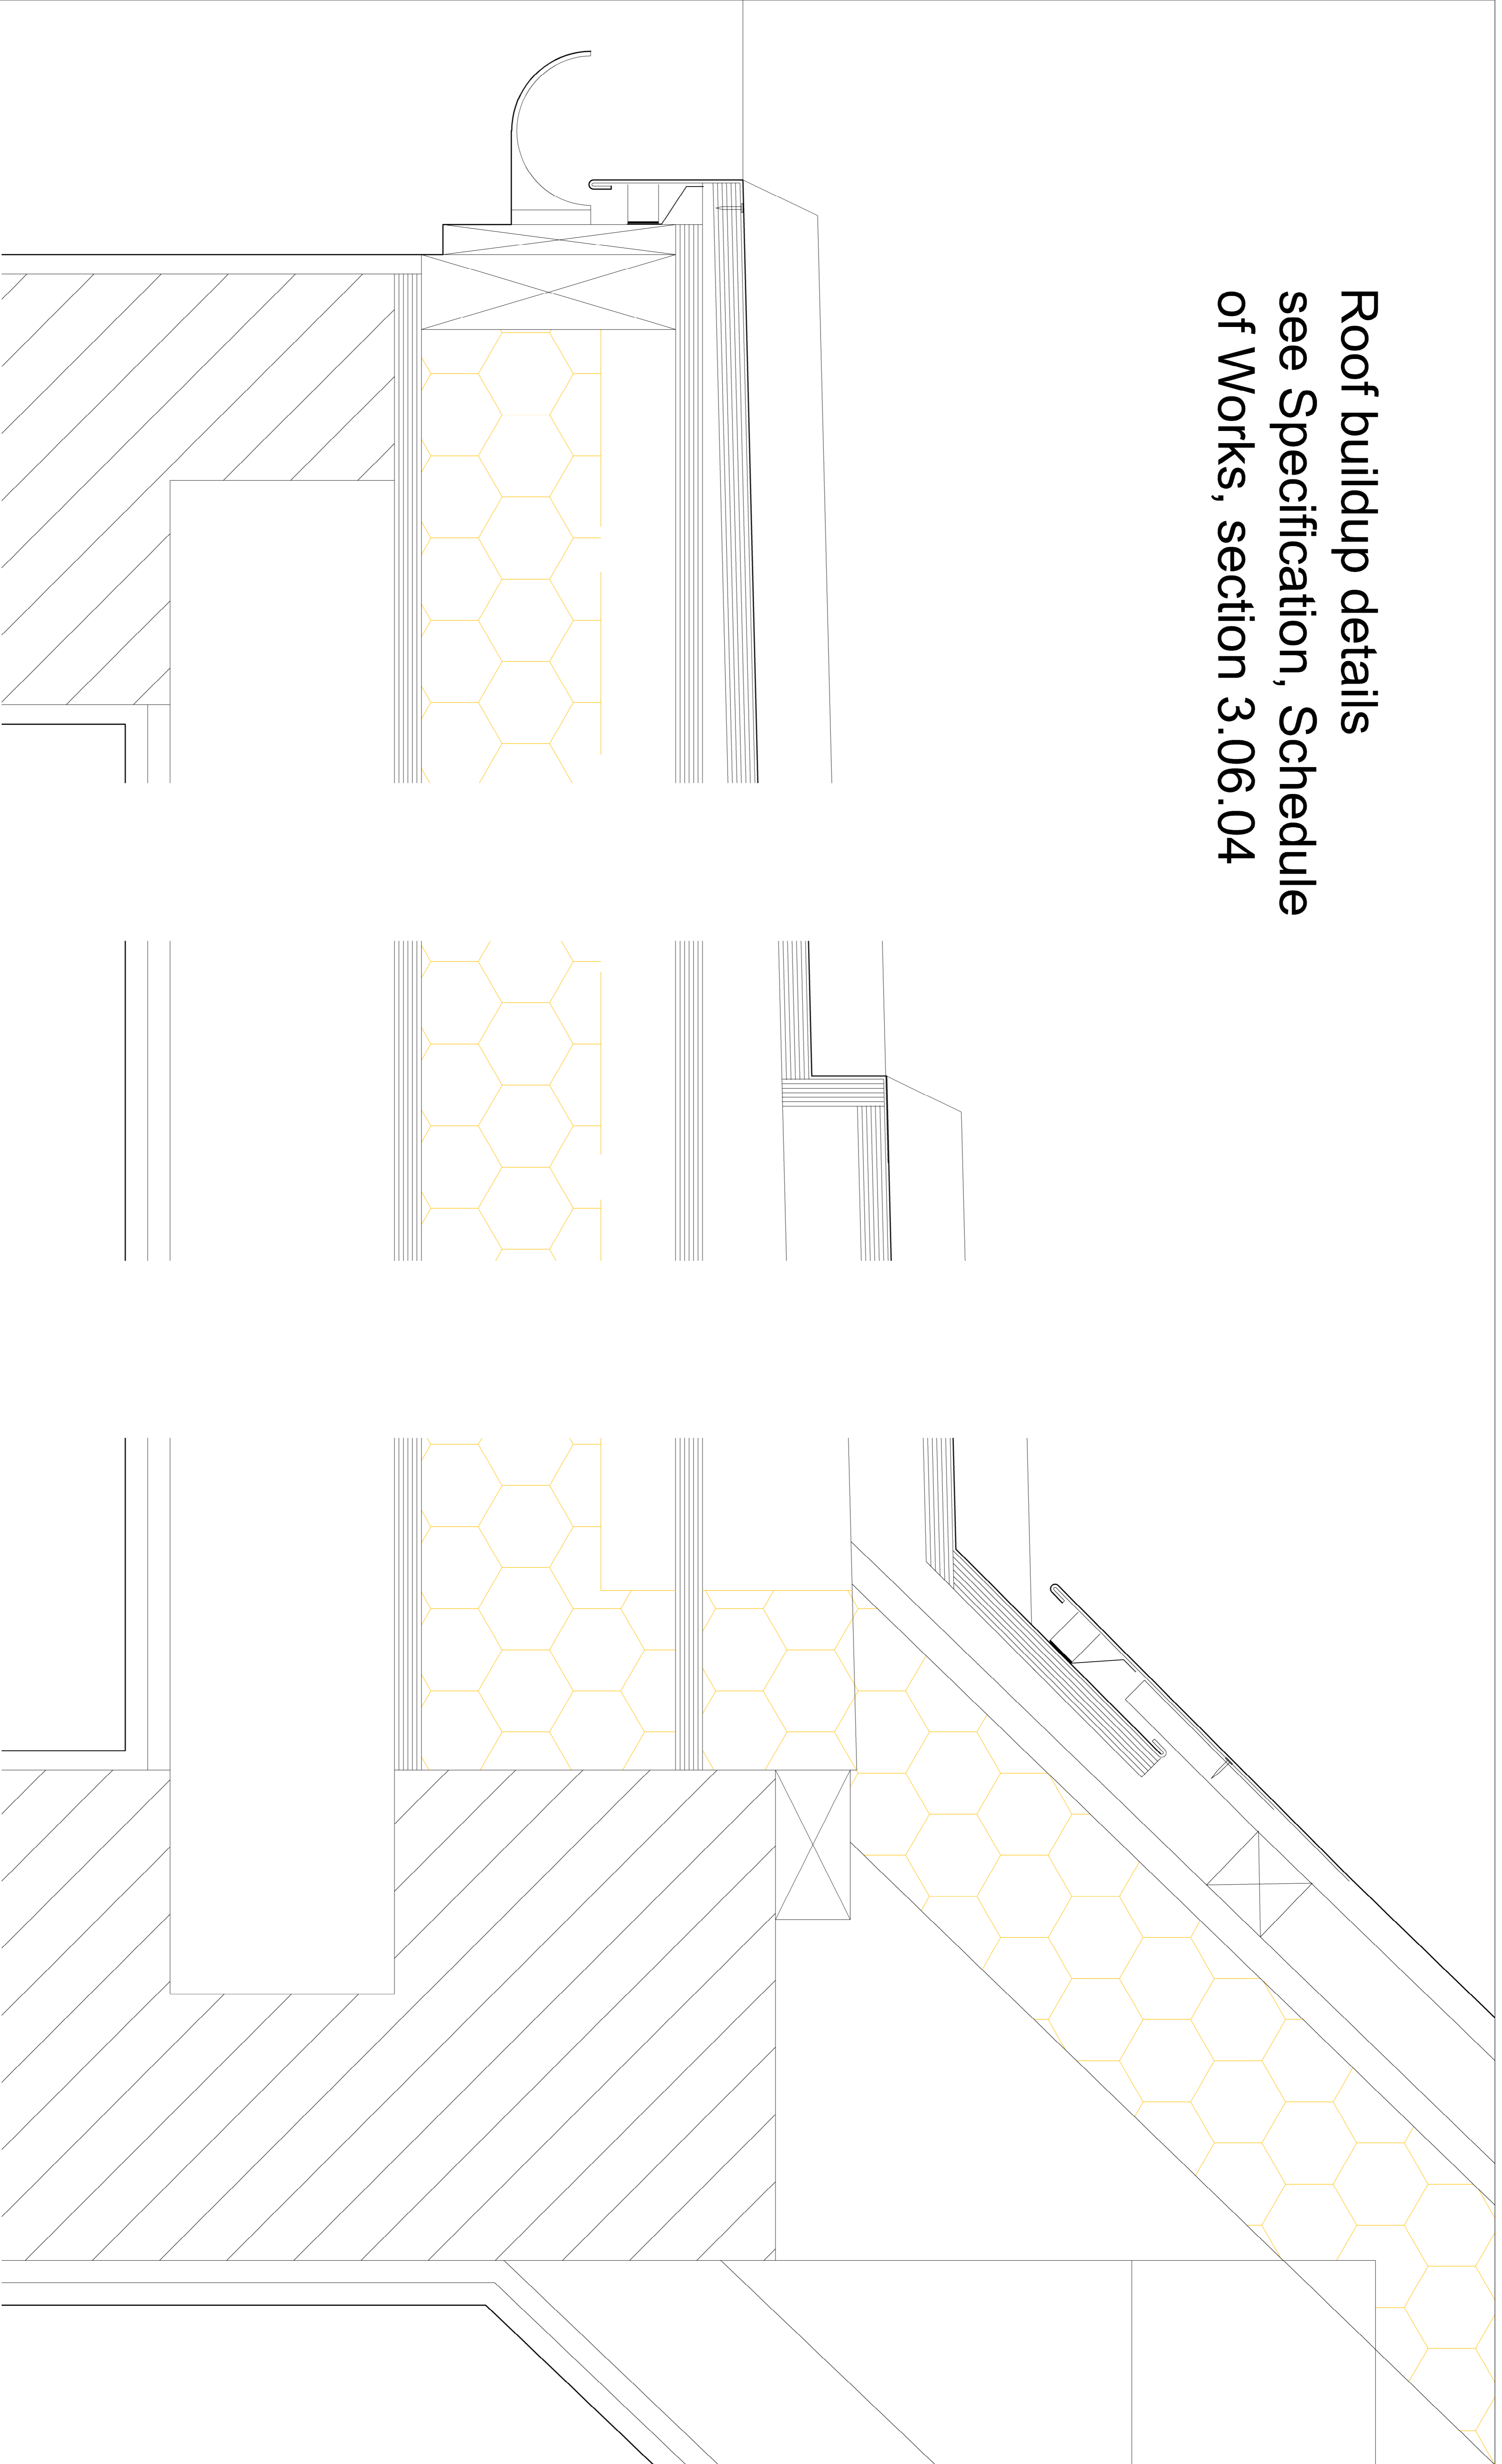 Roof buildup details
see Specification, Schedule
of Works, section 3.06.04